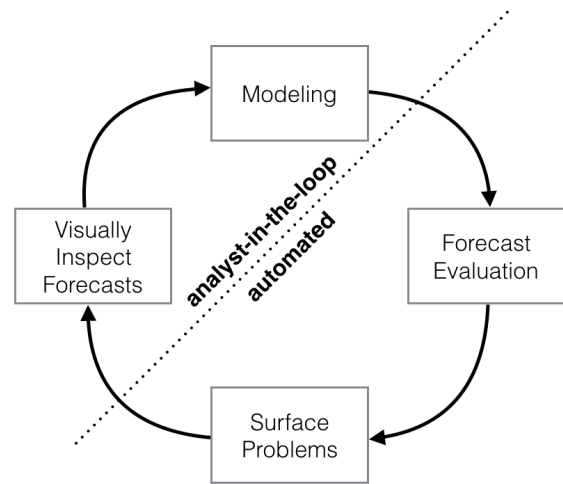 Modeling
Visually
Inspect
Forecasts
analyst-in-the-loop
automated
Forecast
Evaluation
Surface
Problems